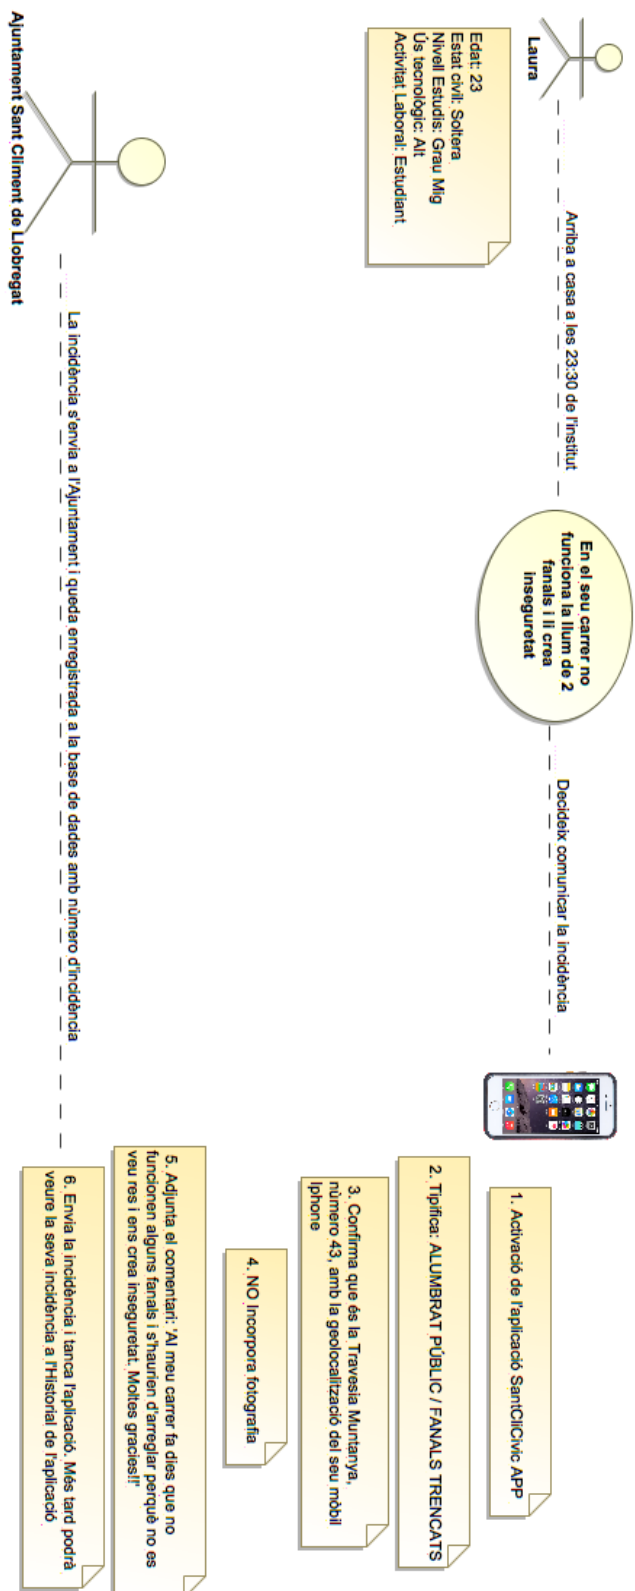 Laura
Edat: 23
Estat civil: Soltera
Nivell Estudis: Grau Mig
Ús tecnològic: Alt
Activitat Laboral: Estudiant
Arriba a casa a les 23:30 de l'institut
En el seu carrer no
funciona la llum de 2
fanals i li crea
inseguretat
Decideix comunicar la incidència
1. Activació de l'aplicació SantCliCivic APP
2. Tipifica: ALUMBRAT PÚBLIC / FANALS TRENCATS
3. Confirma que és la Travesia Muntanya,
número 43, amb la geolocalització del seu mòbil
Iphone
4. NO Incorpora fotografia
5. Adjunta el comentari: 'Al meu carrer fa dies que no
funcionen alguns fanals i s'haurien d'arreglar perquè no es
veu res i ens crea inseguretat. Moltes gracies!!'
6. Envia la incidència i tanca l'aplicació. Més tard podrà
veure la seva incidència a l'Historial de l'aplicació
La incidència s'envia a l'Ajuntament i queda enregistrada a la base de dades amb número d'incidència
Ajuntament Sant Climent de Llobregat